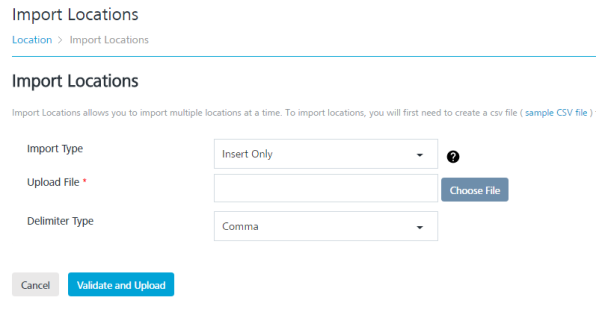 Import Locations
Location > Import Locations
Import Locations
Import Locations allows you to import multiple locations at a time. To import locations, you will first need to create a csv file ( sample CSV file )
Import Type
Insert Only
?
Upload File *
Choose File
Delimiter Type
Comma
Cancel
Validate and Upload